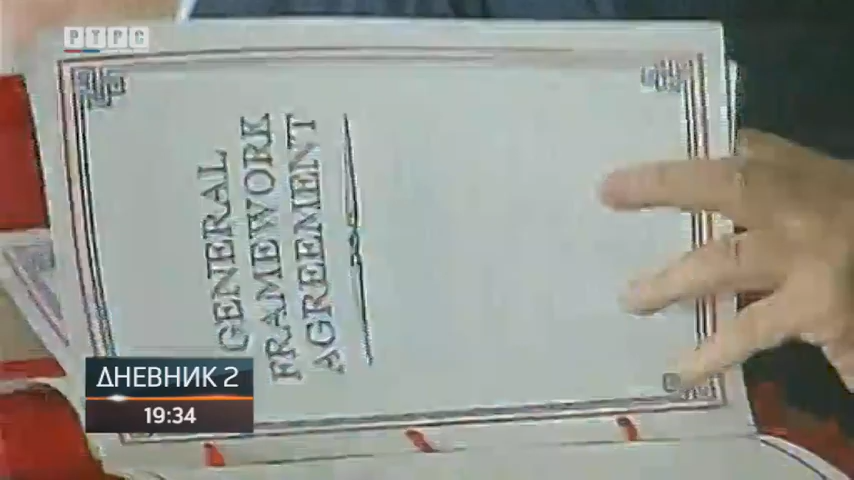 РТРС
GENERAL
FRAMEWORK
AGREEMENT
ДНЕВНИК 2
19:34